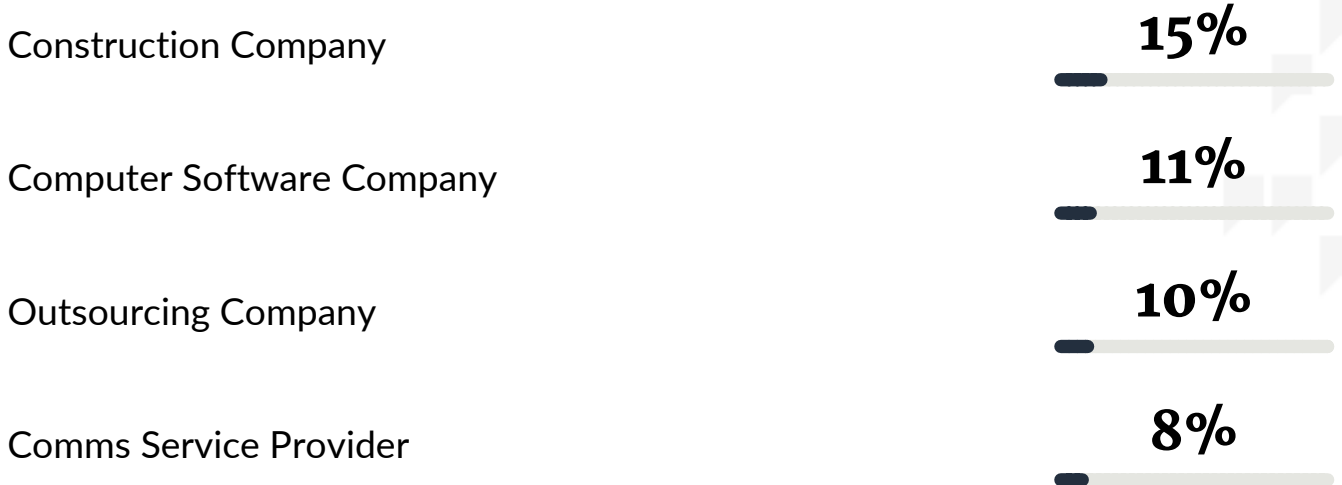 Construction Company 15%
Computer Software Company 11%
Outsourcing Company 10%
Comms Service Provider 8%